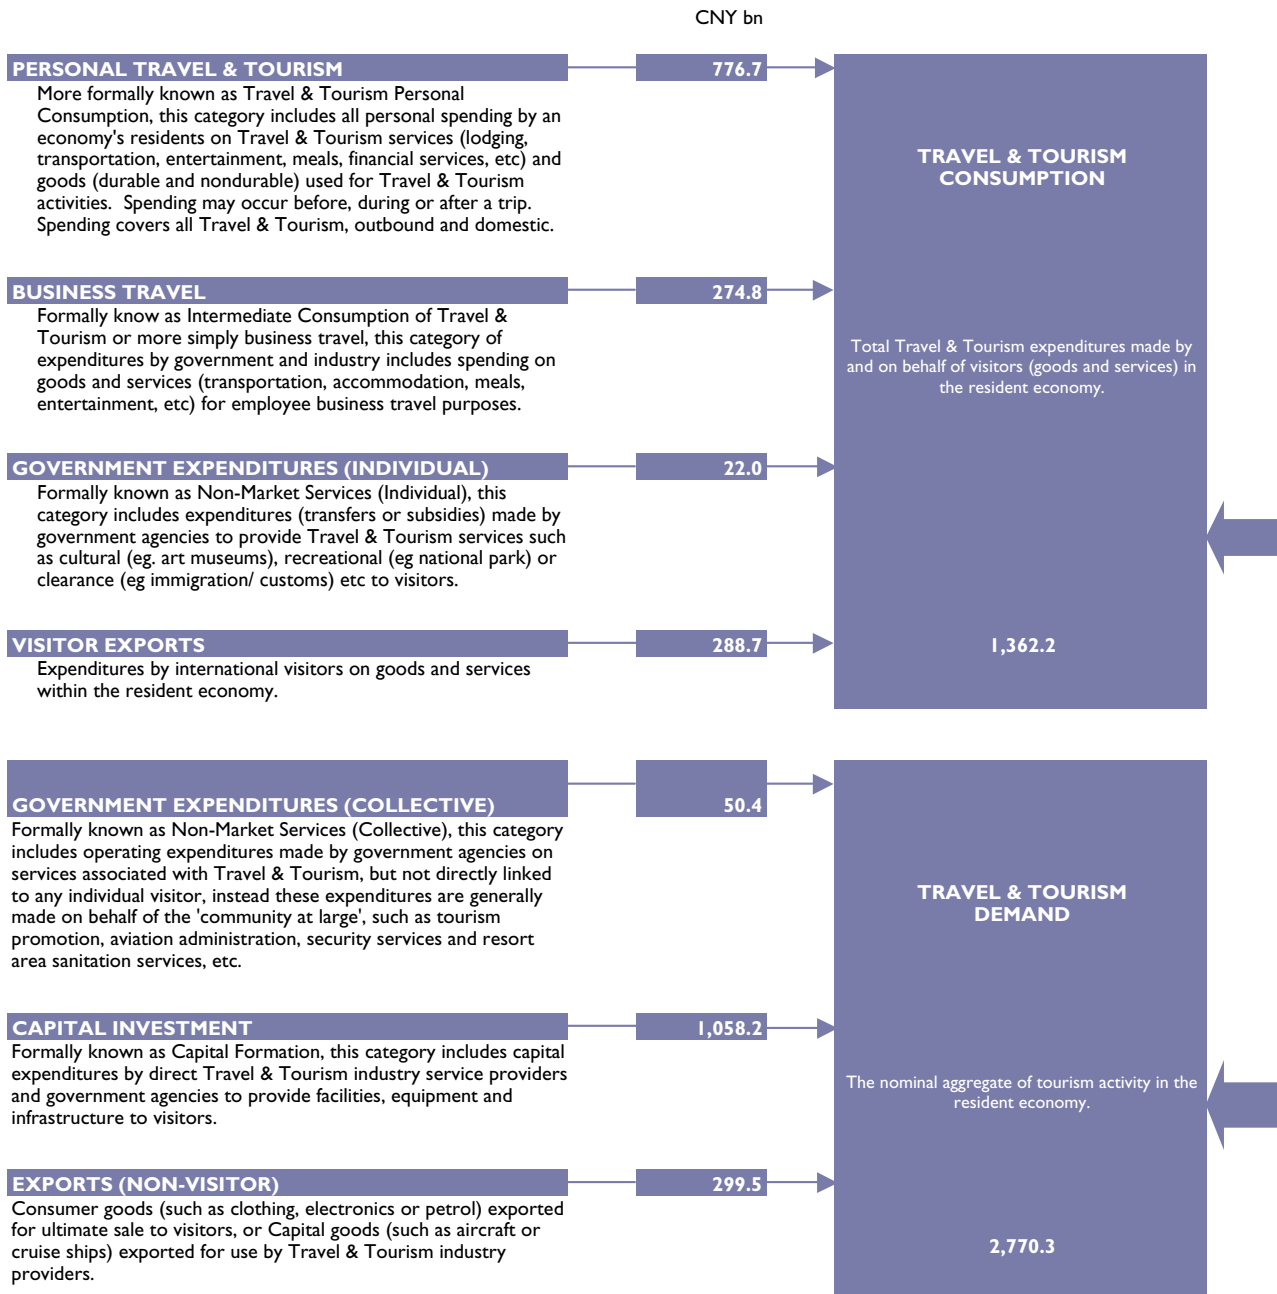 CNY bn
PERSONAL TRAVEL & TOURISM
776.7
More formally known as Travel & Tourism Personal
Consumption, this category includes all personal spending by an
economy's residents on Travel & Tourism services (lodging,
transportation, entertainment, meals, financial services, etc) and
goods (durable and nondurable) used for Travel & Tourism
activities.  Spending may occur before, during or after a trip.
Spending covers all Travel & Tourism, outbound and domestic.
BUSINESS TRAVEL
274.8
Formally know as Intermediate Consumption of Travel &
Tourism or more simply business travel, this category of
expenditures by government and industry includes spending on
goods and services (transportation, accommodation, meals,
entertainment, etc) for employee business travel purposes.
GOVERNMENT EXPENDITURES (INDIVIDUAL)
22.0
Formally known as Non-Market Services (Individual), this
category includes expenditures (transfers or subsidies) made by
government agencies to provide Travel & Tourism services such
as cultural (eg. art museums), recreational (eg national park) or
clearance (eg immigration/ customs) etc to visitors.
VISITOR EXPORTS
288.7
Expenditures by international visitors on goods and services
within the resident economy.
TRAVEL & TOURISM
CONSUMPTION
Total Travel & Tourism expenditures made by
and on behalf of visitors (goods and services) in
the resident economy.
1,362.2
GOVERNMENT EXPENDITURES (COLLECTIVE)
50.4
Formally known as Non-Market Services (Collective), this category
includes operating expenditures made by government agencies on
services associated with Travel & Tourism, but not directly linked
to any individual visitor, instead these expenditures are generally
made on behalf of the 'community at large', such as tourism
promotion, aviation administration, security services and resort
area sanitation services, etc.
CAPITAL INVESTMENT
1,058.2
Formally known as Capital Formation, this category includes capital
expenditures by direct Travel & Tourism industry service providers
and government agencies to provide facilities, equipment and
infrastructure to visitors.
EXPORTS (NON-VISITOR)
299.5
Consumer goods (such as clothing, electronics or petrol) exported
for ultimate sale to visitors, or Capital goods (such as aircraft or
cruise ships) exported for use by Travel & Tourism industry
providers.
TRAVEL & TOURISM
DEMAND
The nominal aggregate of tourism activity in the
resident economy.
2,770.3